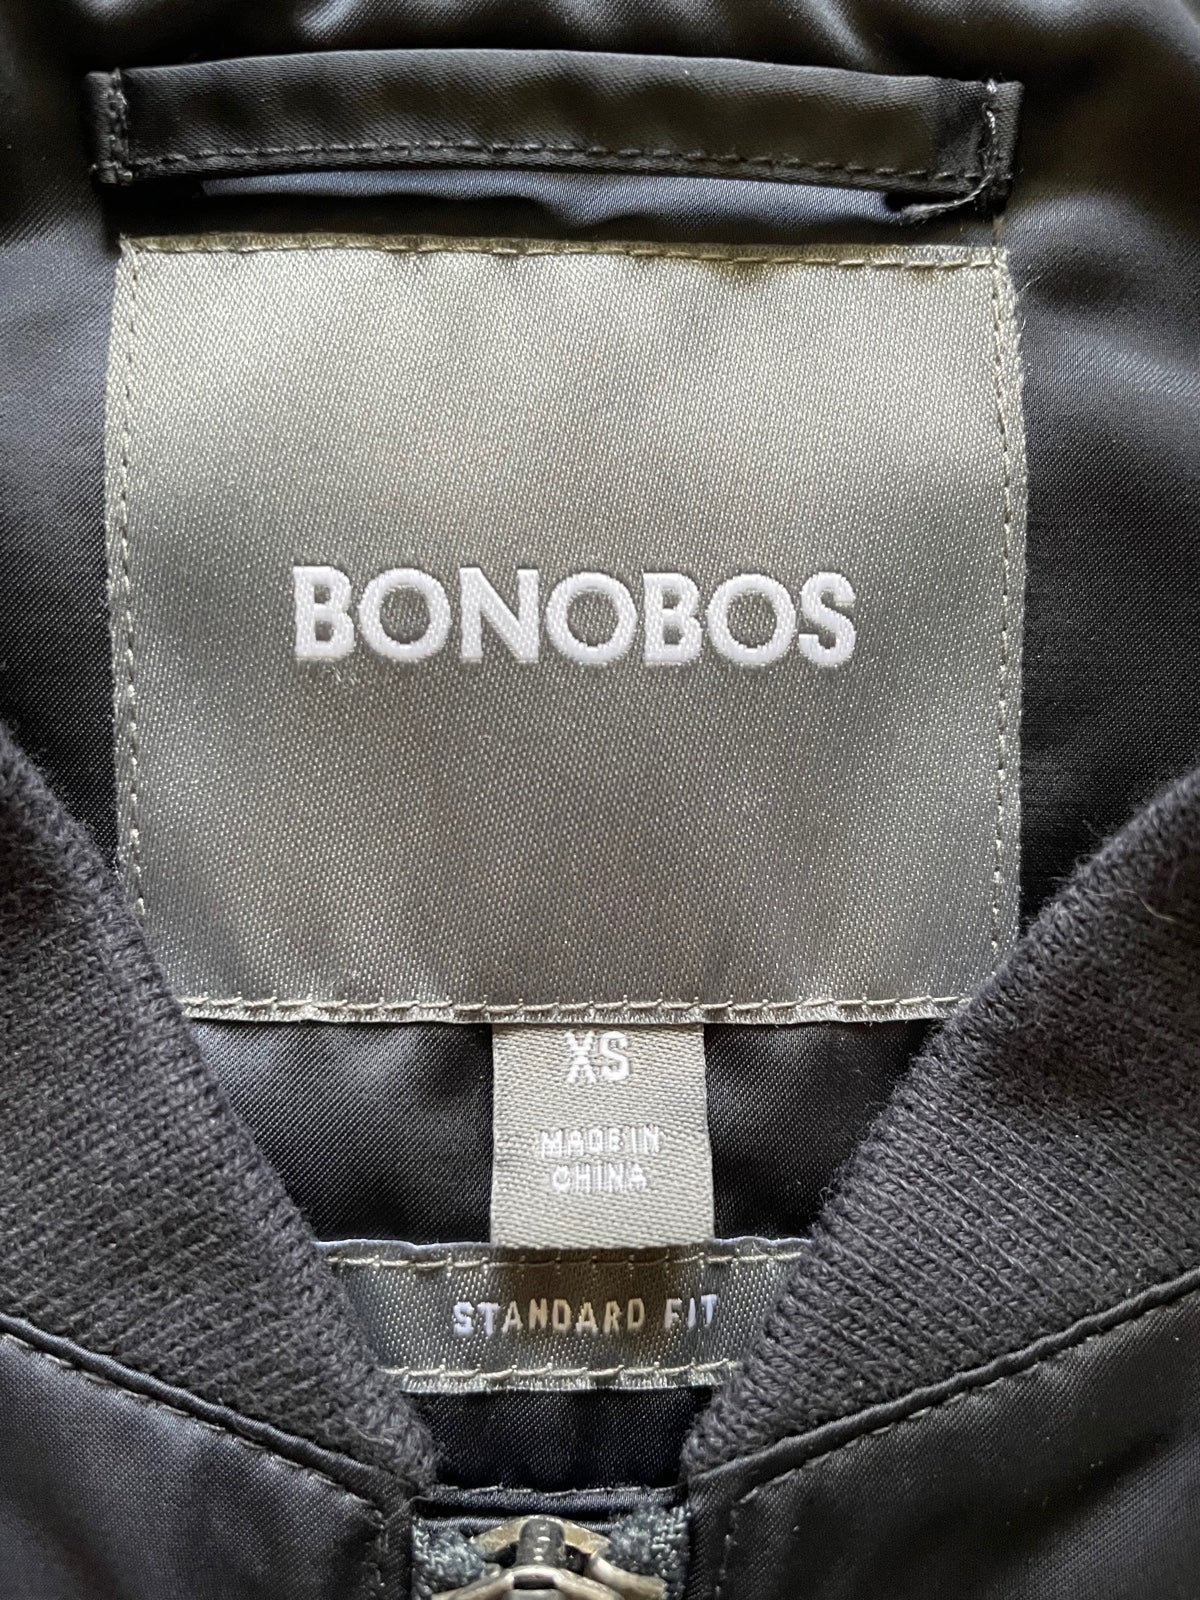 BONOBOS
XS
MADE IN
CHINA
STANDARD FIT